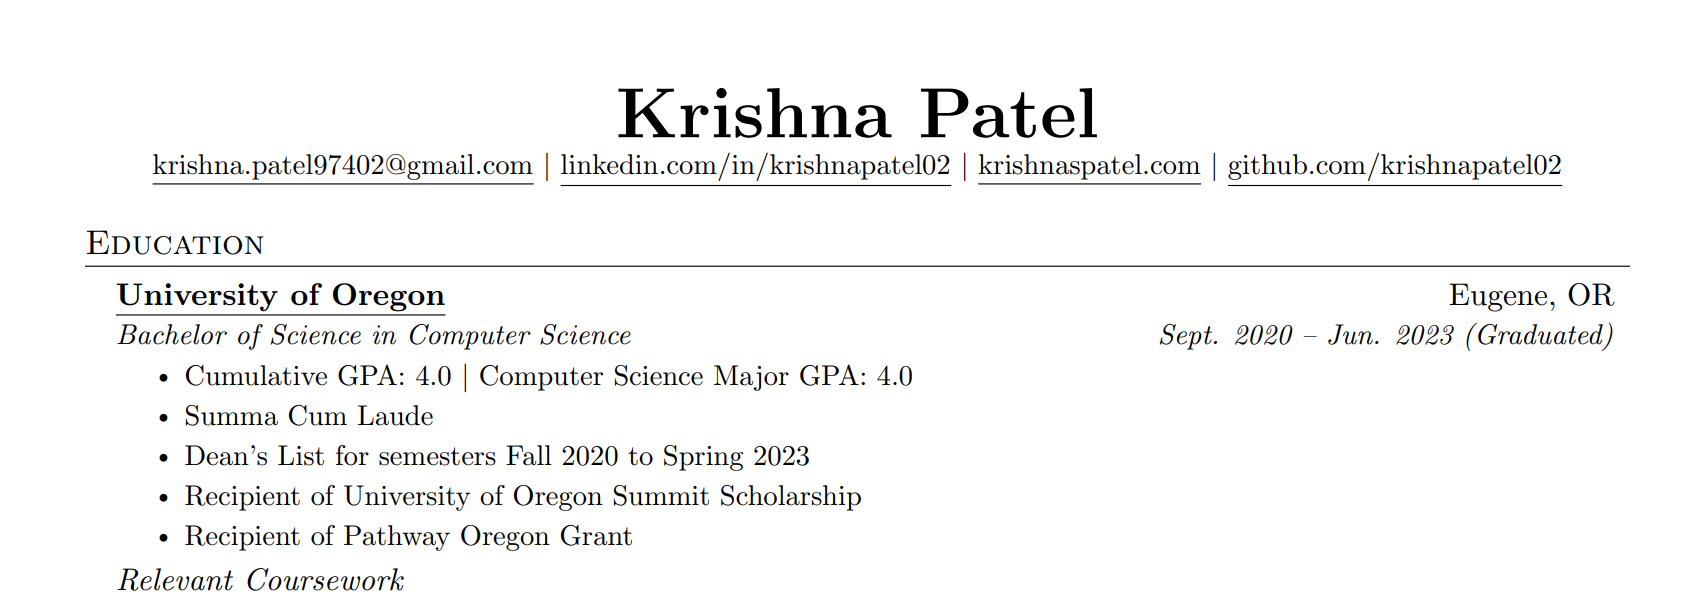 Krishna Patel
krishna.patel97402@gmail.com | linkedin.com/in/krishnapatel02 | krishnaspatel.com | github.com/krishnapatel02
Education
University of Oregon Eugene, OR
Bachelor of Science in Computer Science Sept. 2020 – Jun. 2023 (Graduated)
• Cumulative GPA: 4.0 | Computer Science Major GPA: 4.0
• Summa Cum Laude
• Dean's List for semesters Fall 2020 to Spring 2023
• Recipient of University of Oregon Summit Scholarship
• Recipient of Pathway Oregon Grant
Relevant Coursework